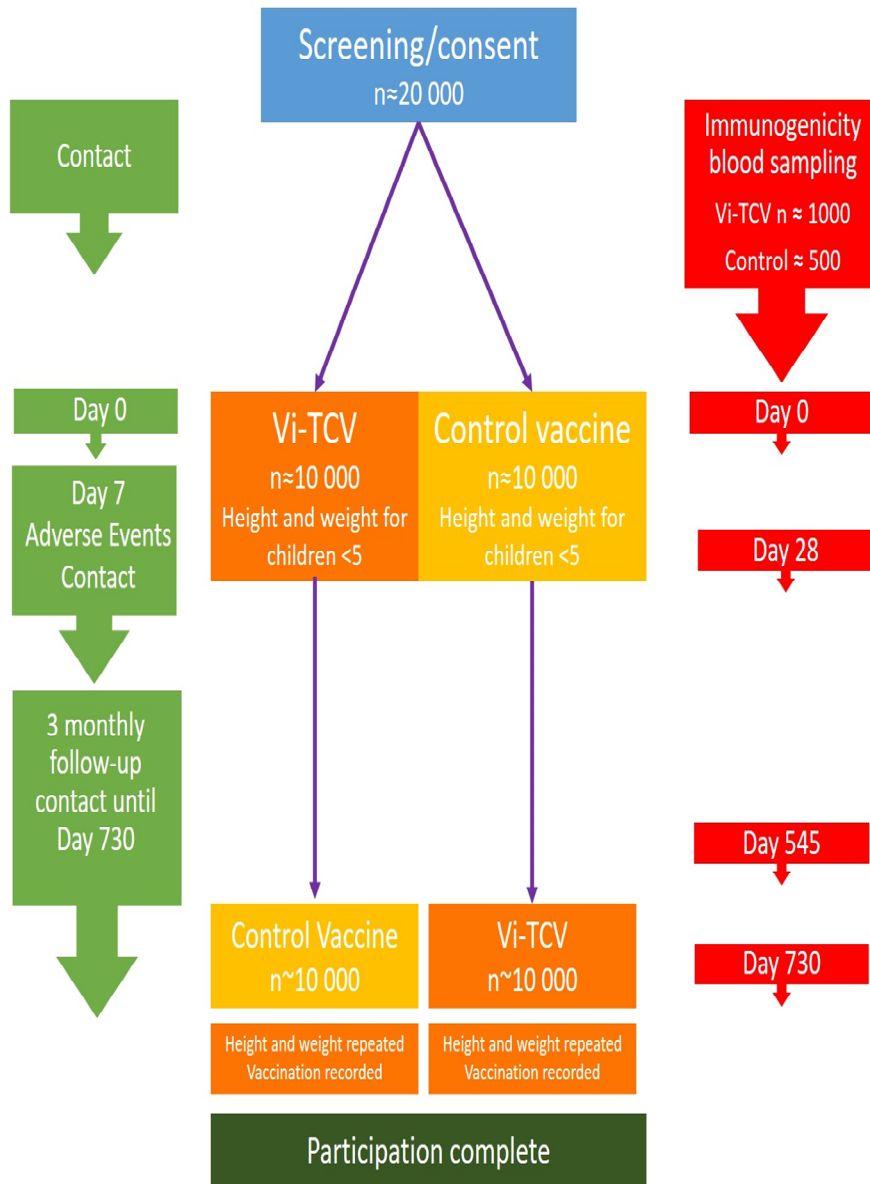 Screening/consent
n≈20 000
Contact
Day 0
Day 7
Adverse Events
Contact
3 monthly
follow-up
contact until
Day 730
Vi-TCV
n≈10 000
Height and weight for
children <5
Control vaccine
n≈10 000
Height and weight for
children <5
Control Vaccine
n~10 000
Vi-TCV
n~10 000
Height and weight repeated
Vaccination recorded
Height and weight repeated
Vaccination recorded
Participation complete
Immunogenicity
blood sampling
Vi-TCV n ≈ 1000
Control ≈ 500
Day 0
Day 28
Day 545
Day 730